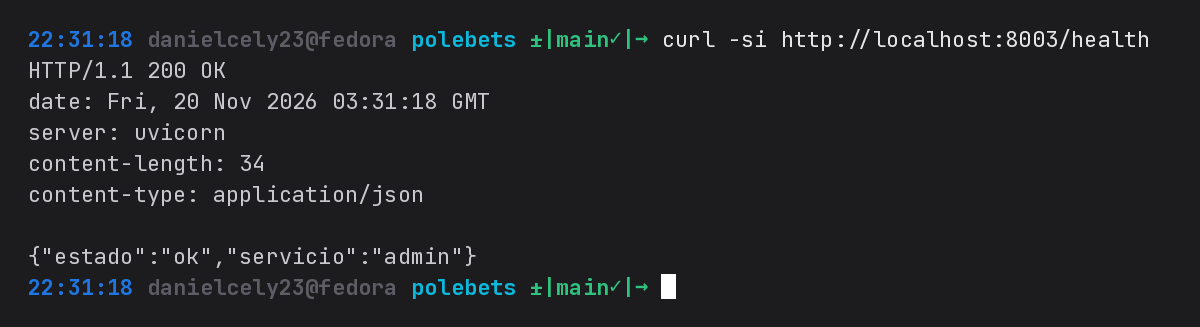 22:31:18 danielcely23@fedora polebets ±|main✓|→ curl -si http://localhost:8003/health
HTTP/1.1 200 OK
date: Fri, 20 Nov 2026 03:31:18 GMT
server: uvicorn
content-length: 34
content-type: application/json

{"estado":"ok","servicio":"admin"}
22:31:18 danielcely23@fedora polebets ±|main✓|→